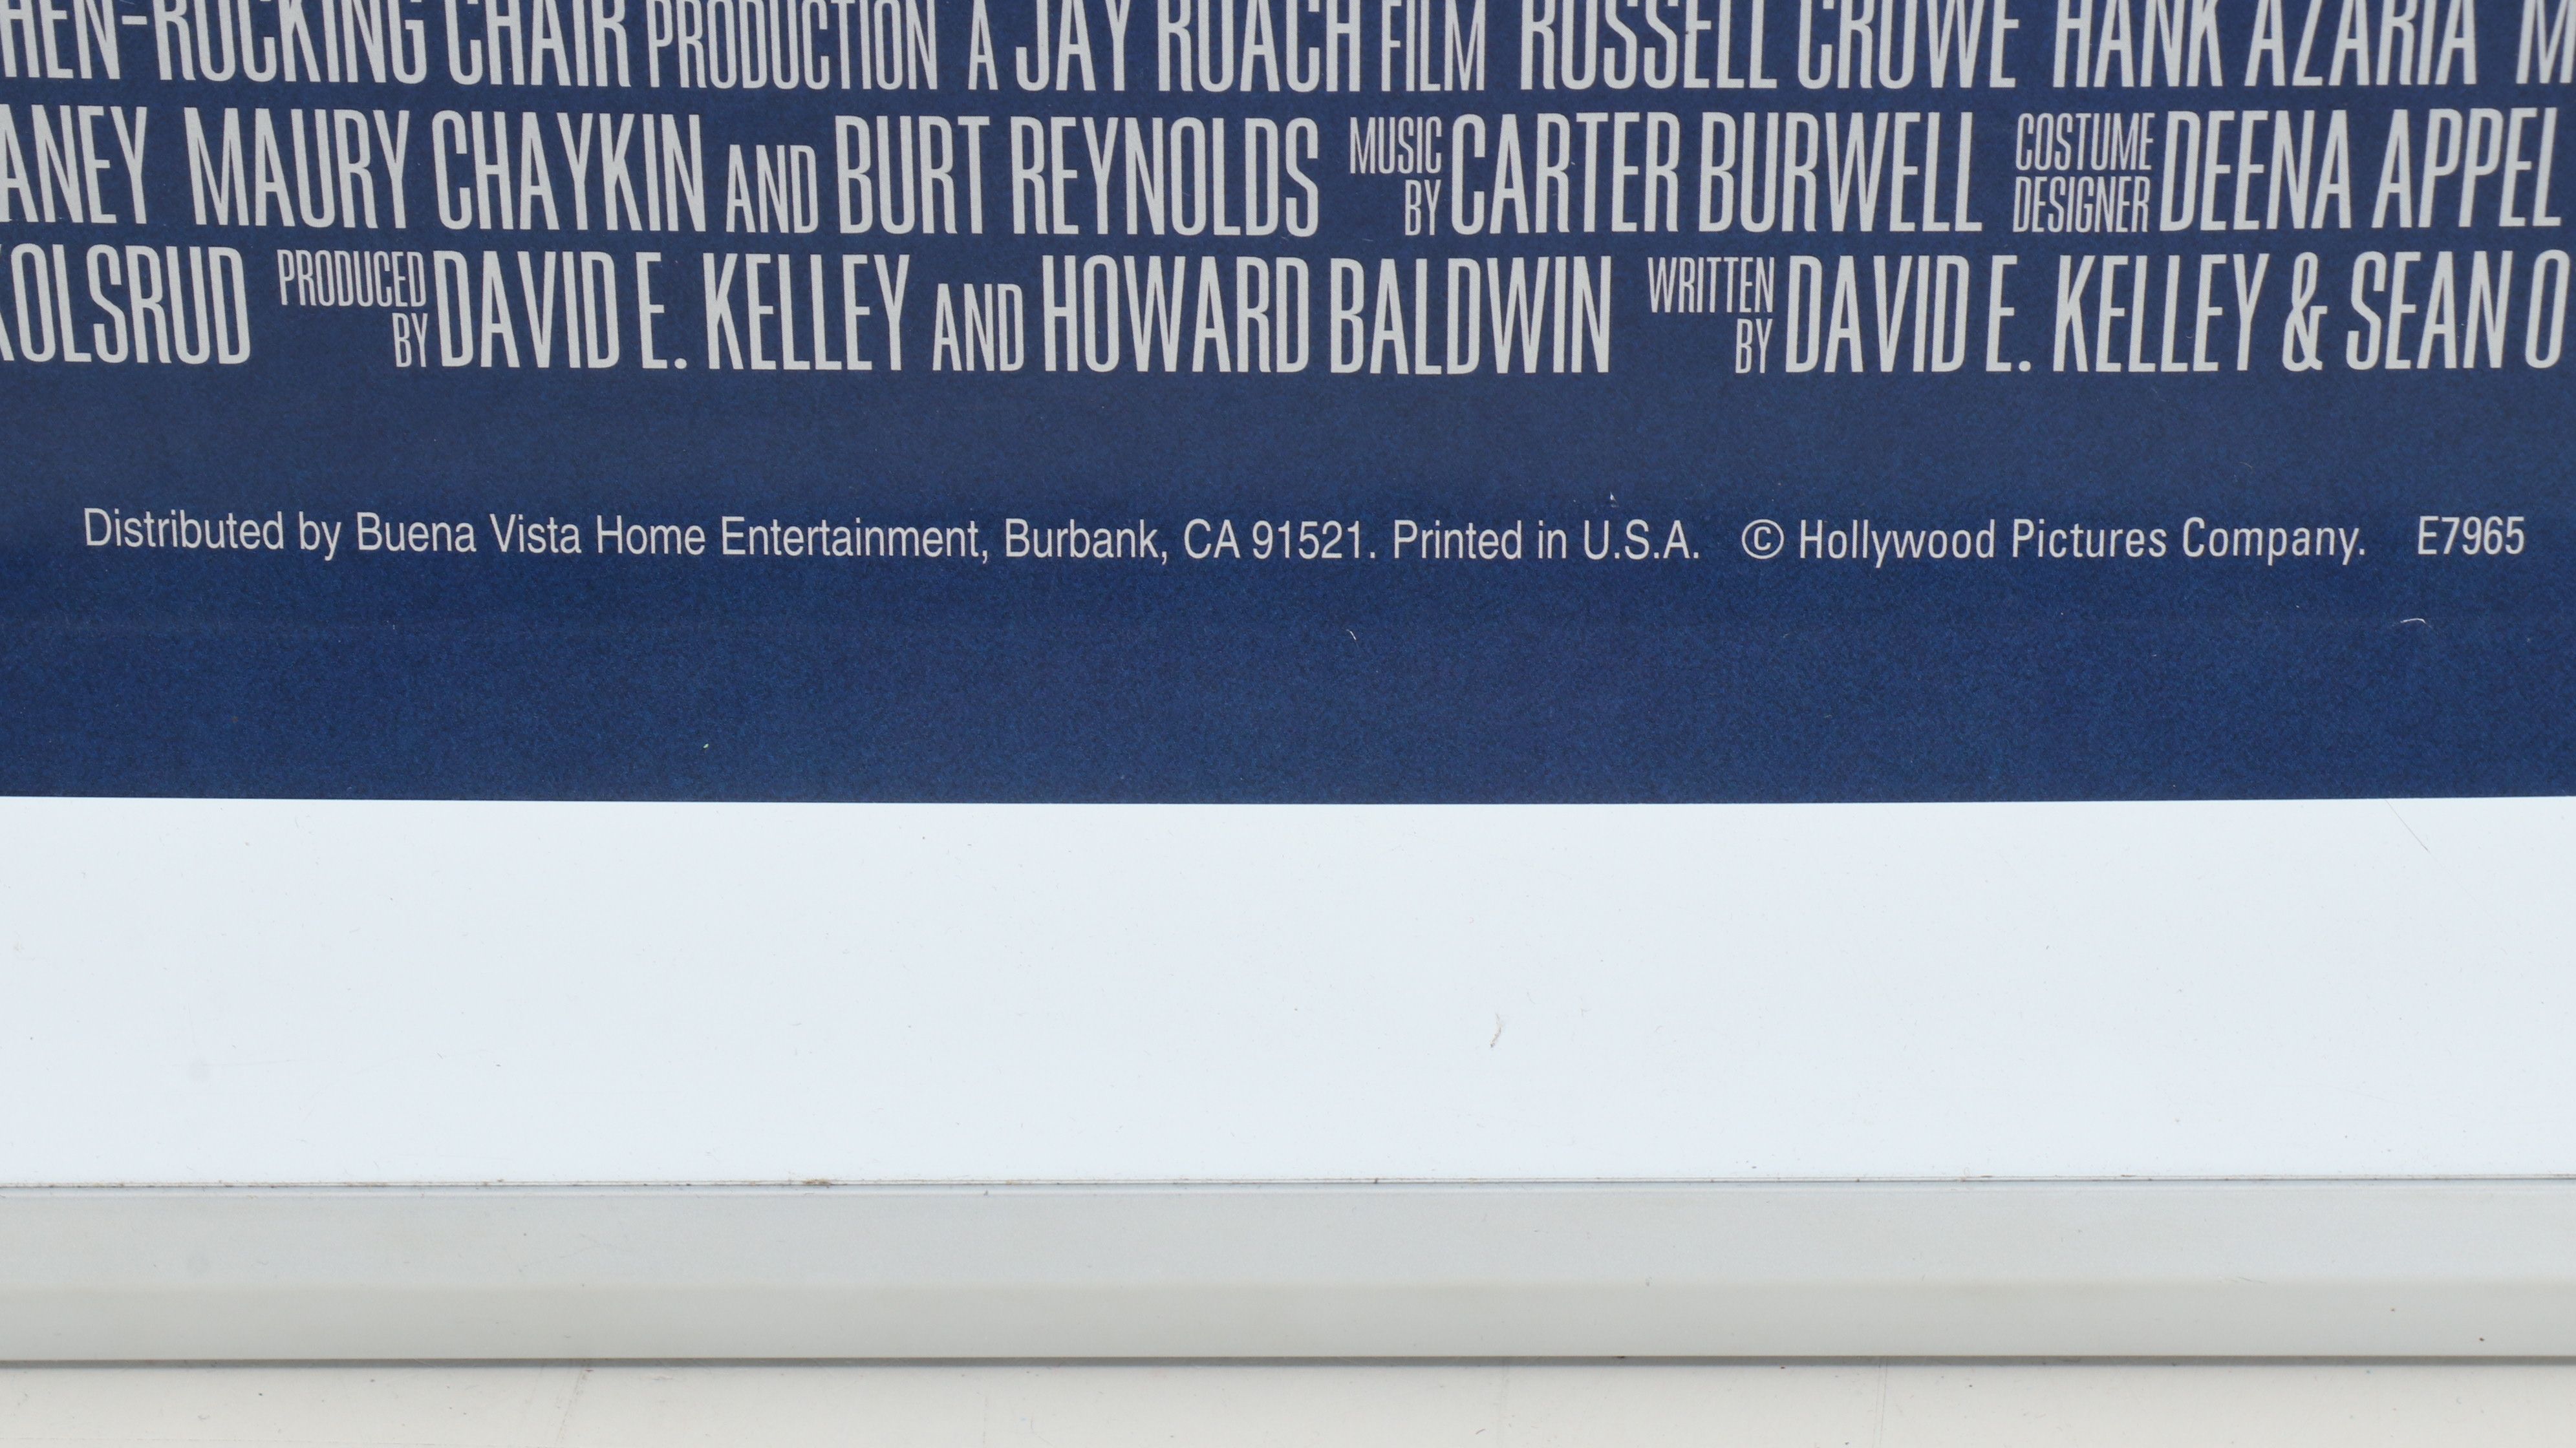 HEN-ROCKING CHAIR PRODUCTION A JAY ROACH FILM RUSSELL CROWE HANK AZARIA M
ANEY MAURY CHAYKIN AND BURT REYNOLDS MUSIC BY CARTER BURWELL COSTUME DESIGNER DEENA APPEL
KOLSRUD PRODUCED BY DAVID E. KELLEY AND HOWARD BALDWIN WRITTEN BY DAVID E. KELLEY & SEAN O
Distributed by Buena Vista Home Entertainment, Burbank, CA 91521. Printed in U.S.A. © Hollywood Pictures Company. E7965